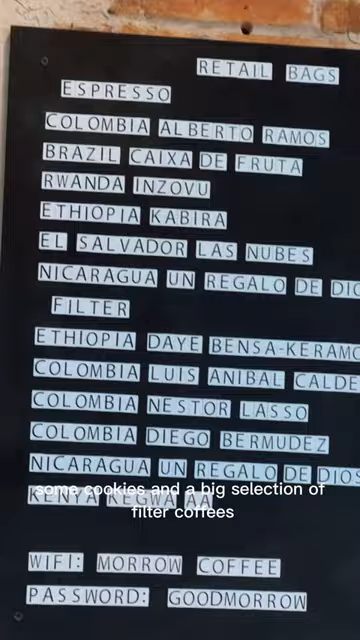 RETAIL BAGS
ESPRESSO
COLOMBIA ALBERTO RAMOS
BRAZIL CAIXA DE FRUTA
RWANDA INZOVU
ETHIOPIA KABIRA
EL SALVADOR LAS NUBES
NICARAGUA UN REGALO DE DIO
FILTER
ETHIOPIA DAYE BENSA-KERAMO
COLOMBIA LUIS ANIBAL CALDE
COLOMBIA NESTOR LASSO
COLOMBIA DIEGO BERMUDEZ
NICARAGUA UN REGALO DE DIOS
KENYA KEGWA AA
some cookies and a big selection of
filter coffees
WIFI: MORROW COFFEE
PASSWORD: GOODMORROW